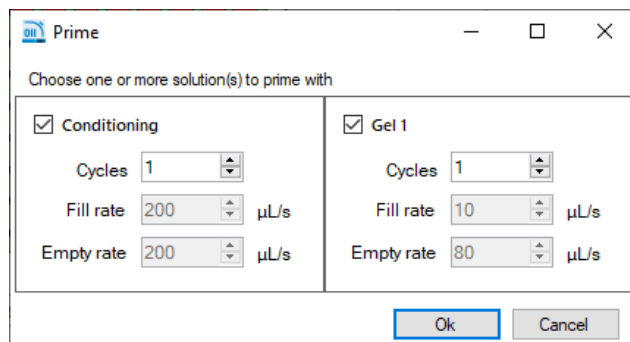 Prime
Choose one or more solution(s) to prime with
Conditioning
Cycles 1
Fill rate 200 µL/s
Empty rate 200 µL/s
Gel 1
Cycles 1
Fill rate 10 µL/s
Empty rate 80 µL/s
Ok Cancel